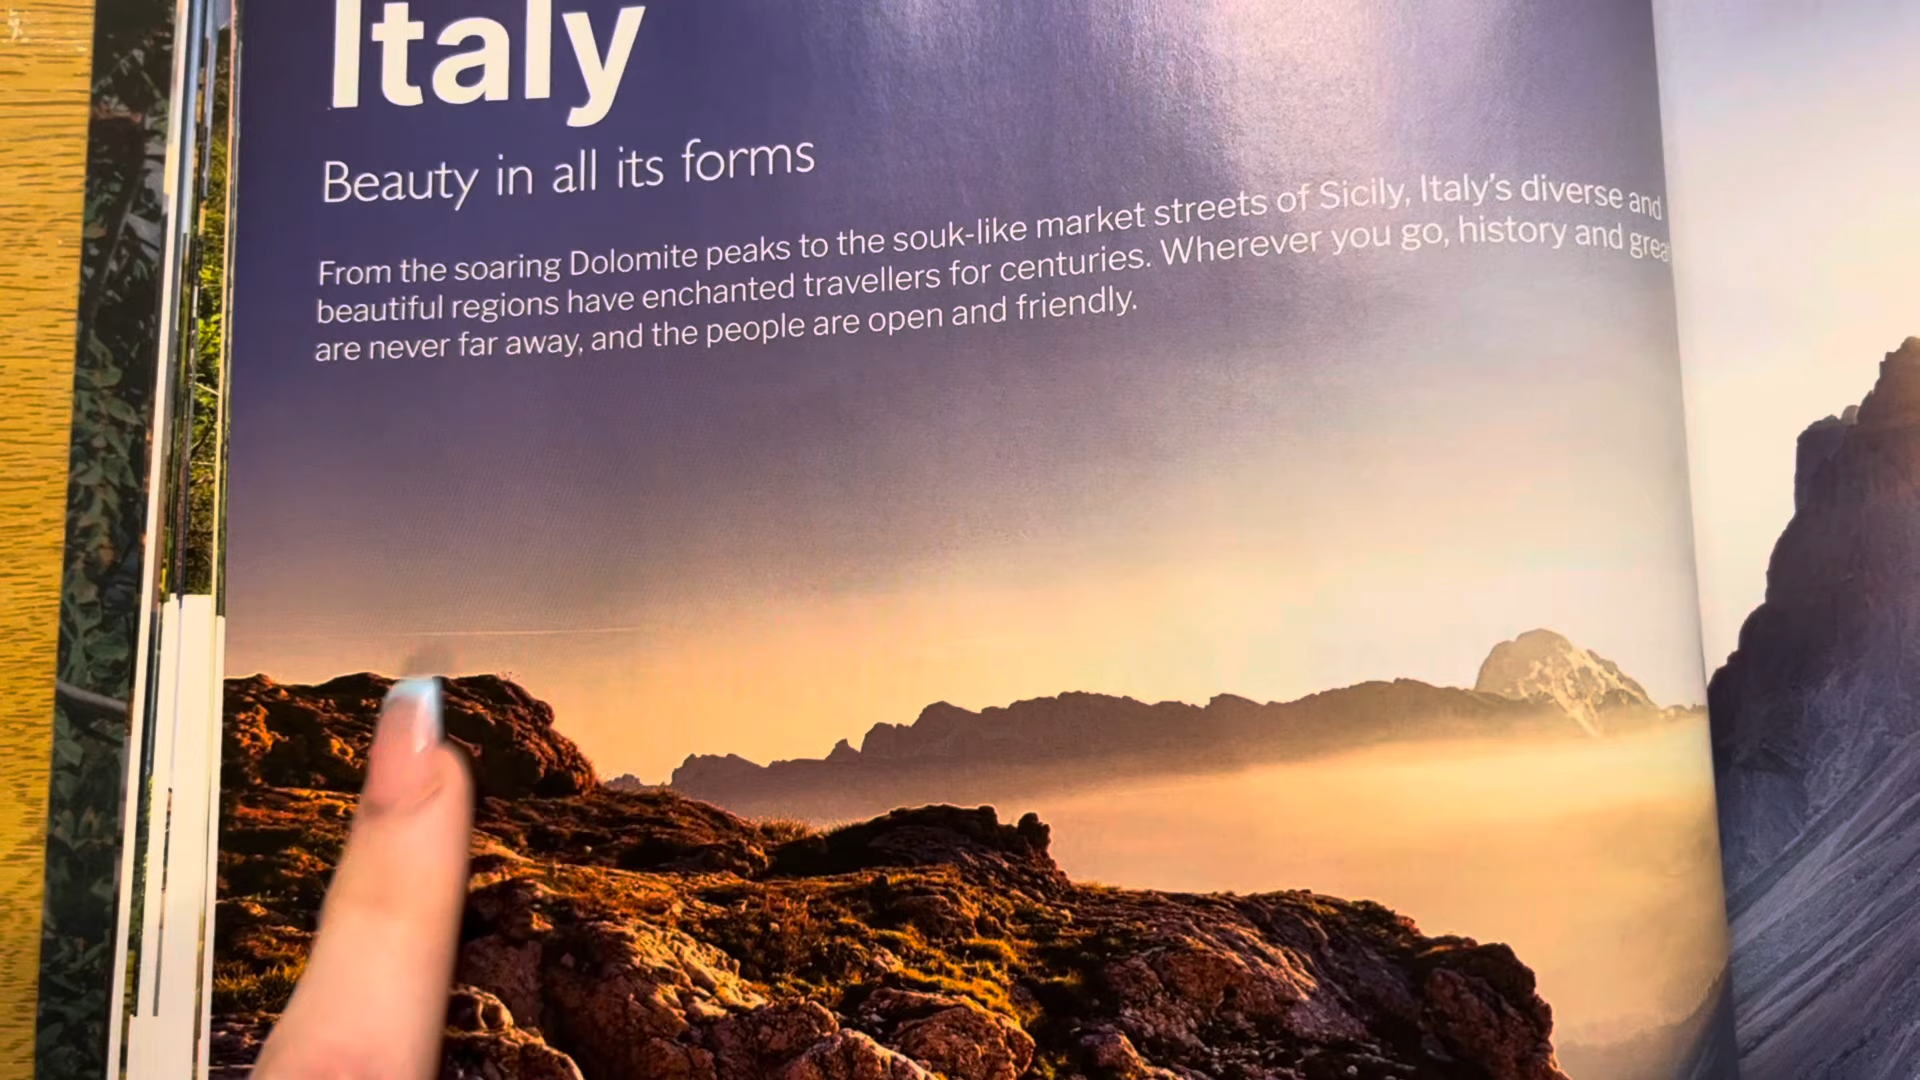 Italy
Beauty in all its forms
From the soaring Dolomite peaks to the souk-like market streets of Sicily, Italy's diverse and
beautiful regions have enchanted travellers for centuries. Wherever you go, history and
are never far away, and the people are open and friendly.